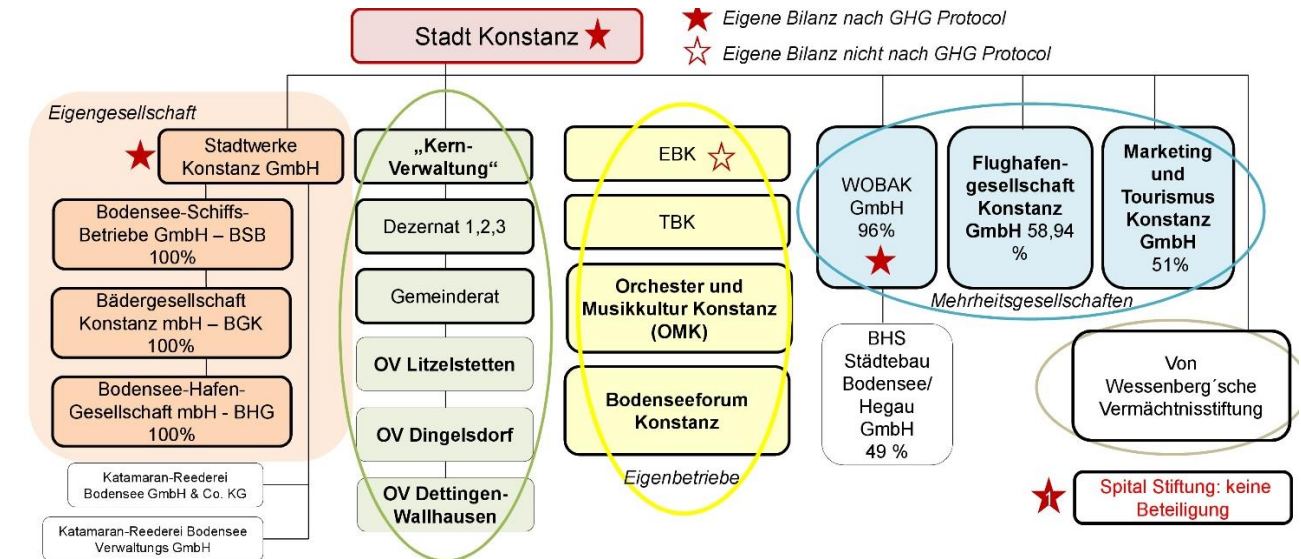 Stadt Konstanz
Eigene Bilanz nach GHG Protocol
Eigene Bilanz nicht nach GHG Protocol
Eigengesellschaft
Stadtwerke
Konstanz GmbH
Bodensee-Schiffs-
Betriebe GmbH – BSB
100%
Bädergesellschaft
Konstanz mbH – BGK
100%
Bodensee-Hafen-
Gesellschaft mbH - BHG
100%
Katamaran-Reederei
Bodensee GmbH & Co. KG
Katamaran-Reederei Bodensee
Verwaltungs GmbH
„Kern-
Verwaltung“
Dezernat 1,2,3
Gemeinderat
OV Litzelstetten
OV Dingelsdorf
OV Dettingen-
Wallhausen
EBK
TBK
Orchester und
Musikkultur Konstanz
(OMK)
Bodenseeforum
Konstanz
Eigenbetriebe
WOBAK
GmbH
96%
Flughafen-
gesellschaft
Konstanz
GmbH 58,94
%
Marketing
und
Tourismus
Konstanz
GmbH
51%
Mehrheitsgesellschaften
BHS
Städtebau
Bodensee/
Hegau
GmbH
49 %
Von
Wessenberg´sche
Vermächtnisstiftung
1
Spital Stiftung: keine
Beteiligung